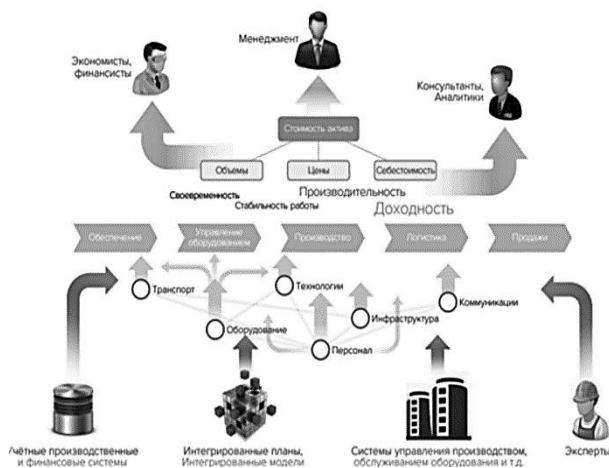 Менеджмент
Экономисты,
финансисты
Консультанты,
Аналитики
Стоимость актива
Объемы
Цены
Себестоимость
Своевременность
Производительность
Стабильность работы
Доходность
Обеспечение
Управление
оборудованием
Производство
Логистика
Продажи
Транспорт
Технологии
Коммуникации
Инфраструктура
Оборудование
Персонал
Учётные производственные
и финансовые системы
Интегрированные планы,
Интегрированные модели
Системы управления производством,
обслуживанием оборудования и т.д.
Эксперты